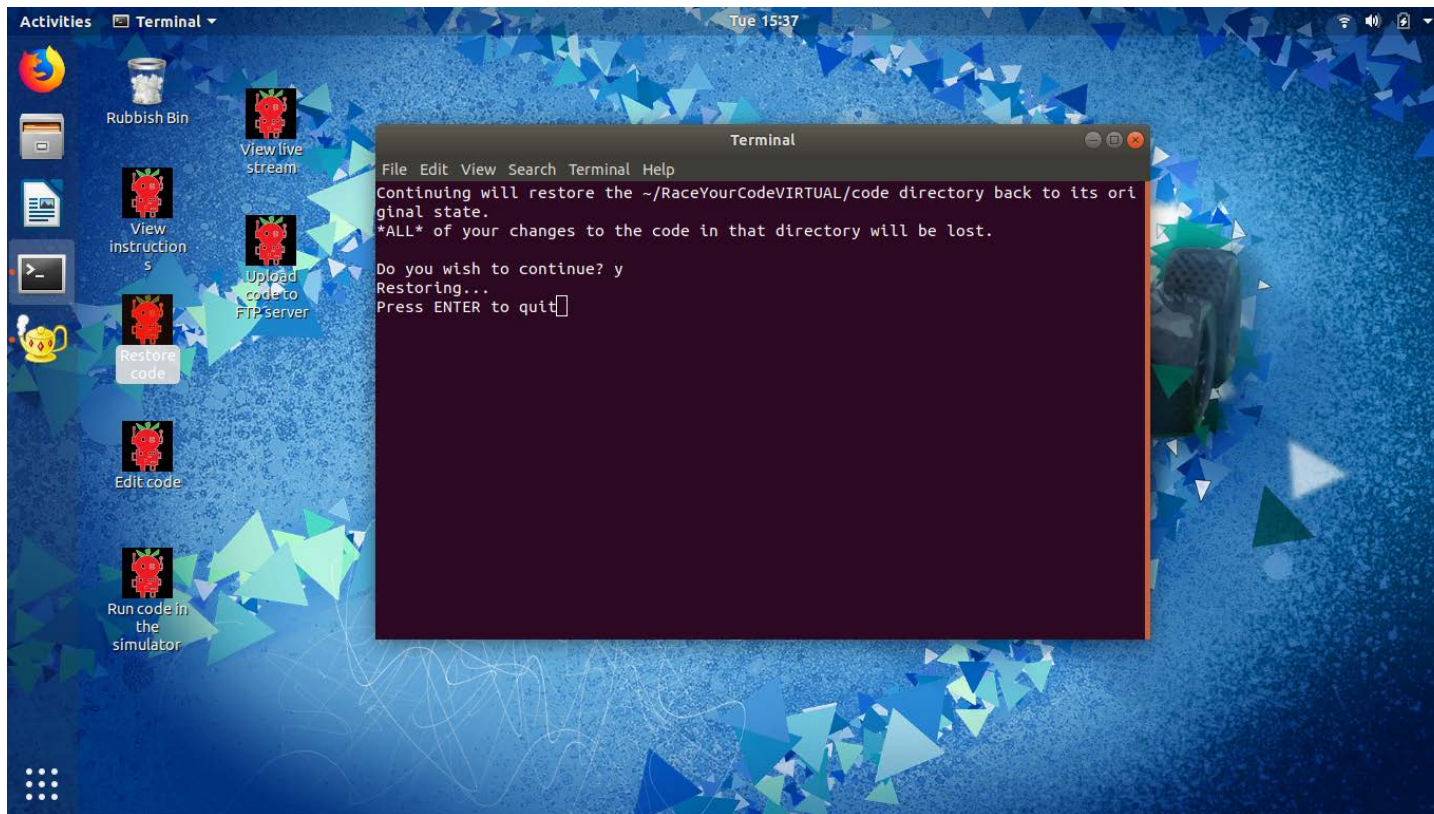 Activities
Terminal
Tue 15:37
Rubbish Bin
View live
stream
View
instruction
s
Upload
code to
FTP server
Restore
code
Edit code
Run code in
the
simulator
Terminal
File Edit View Search Terminal Help
Continuing will restore the ~/RaceYourCodeVIRTUAL/code directory back to its ori
ginal state.
*ALL* of your changes to the code in that directory will be lost.
Do you wish to continue? y
Restoring...
Press ENTER to quit